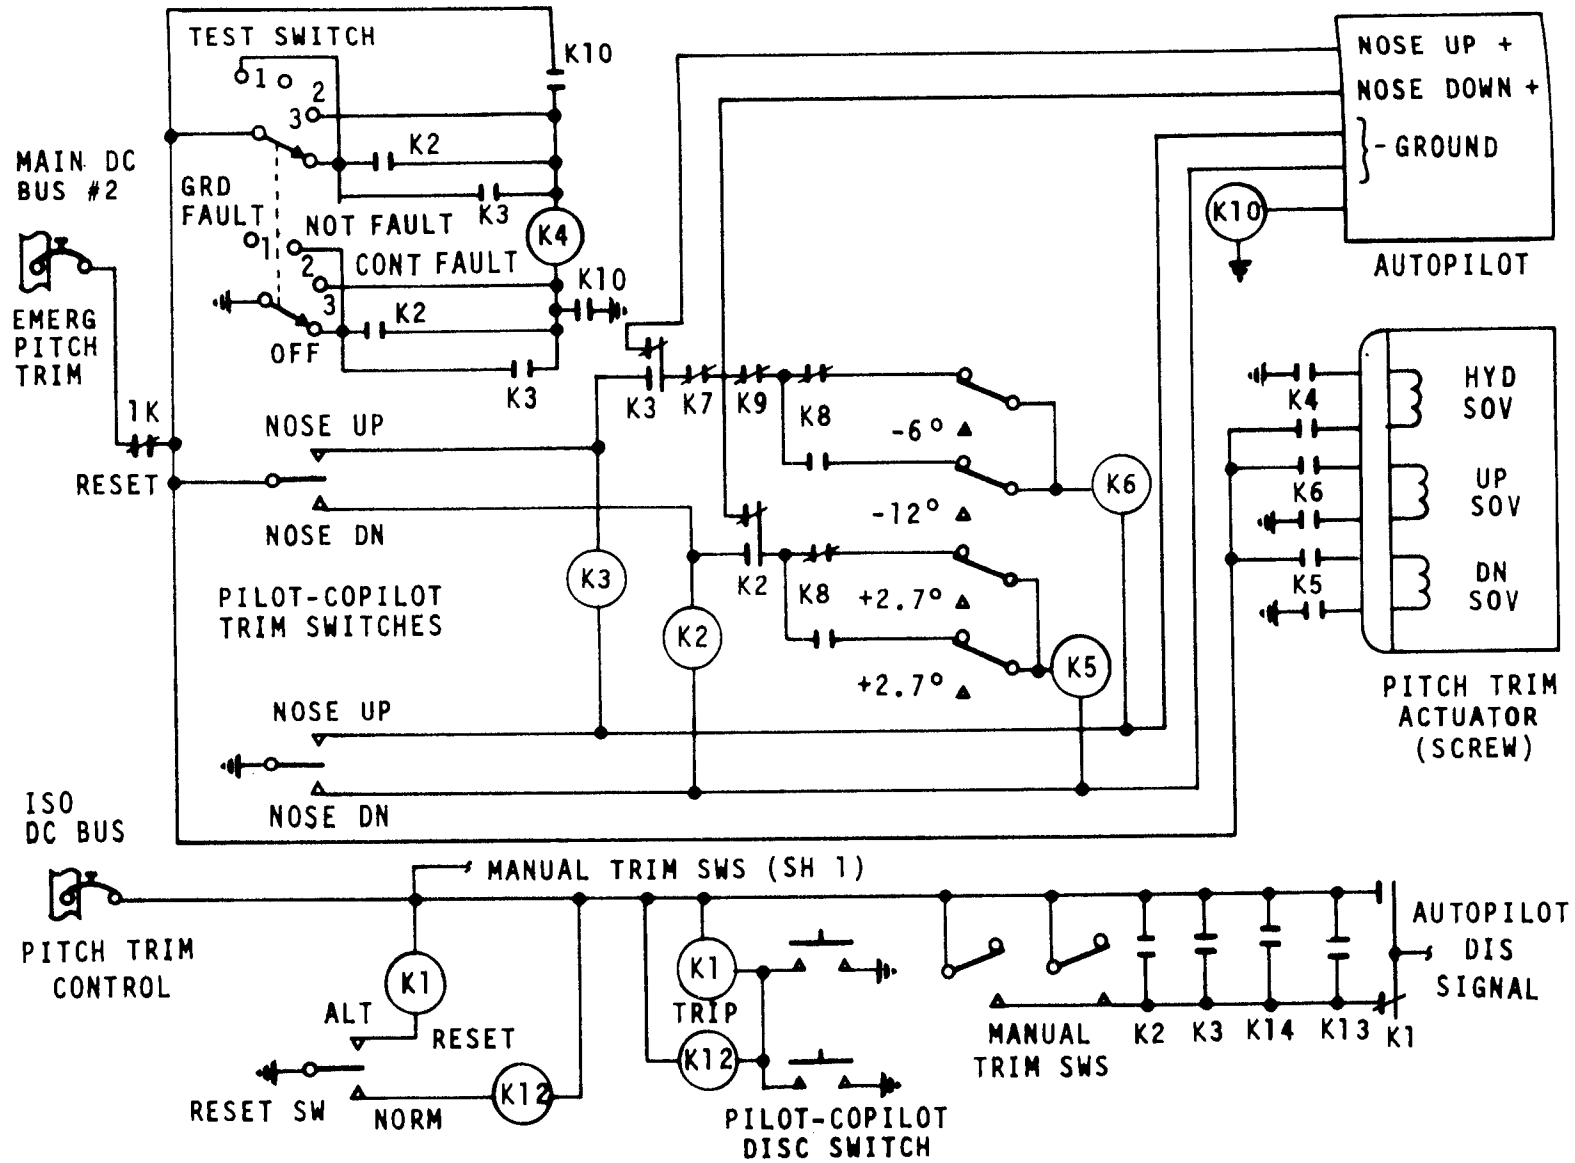 TEST SWITCH
K10
1
2
3
K2
K3
K4
MAIN DC
BUS #2
GRD
FAULT
NOT FAULT
1
2
CONT FAULT
3
K10
K2
OFF
K3
EMERG
PITCH
TRIM
1K
RESET
NOSE UP
NOSE DN
PILOT-COPILOT
TRIM SWITCHES
K3
K7
K9
K8
-6°
-12°
K6
K3
K2
K2
K8
+2.7°
+2.7°
K5
NOSE UP
NOSE DN
NOSE UP +
NOSE DOWN +
- GROUND
K10
AUTOPILOT
K4
HYD
SOV
K6
UP
SOV
K5
DN
SOV
PITCH TRIM
ACTUATOR
(SCREW)
ISO
DC BUS
PITCH TRIM
CONTROL
MANUAL TRIM SWS (SH 1)
K1
ALT
RESET
RESET SW
NORM
K12
K1
TRIP
K12
PILOT-COPILOT
DISC SWITCH
MANUAL
TRIM SWS
K2
K3
K14
K13
K1
AUTOPILOT
DIS
SIGNAL